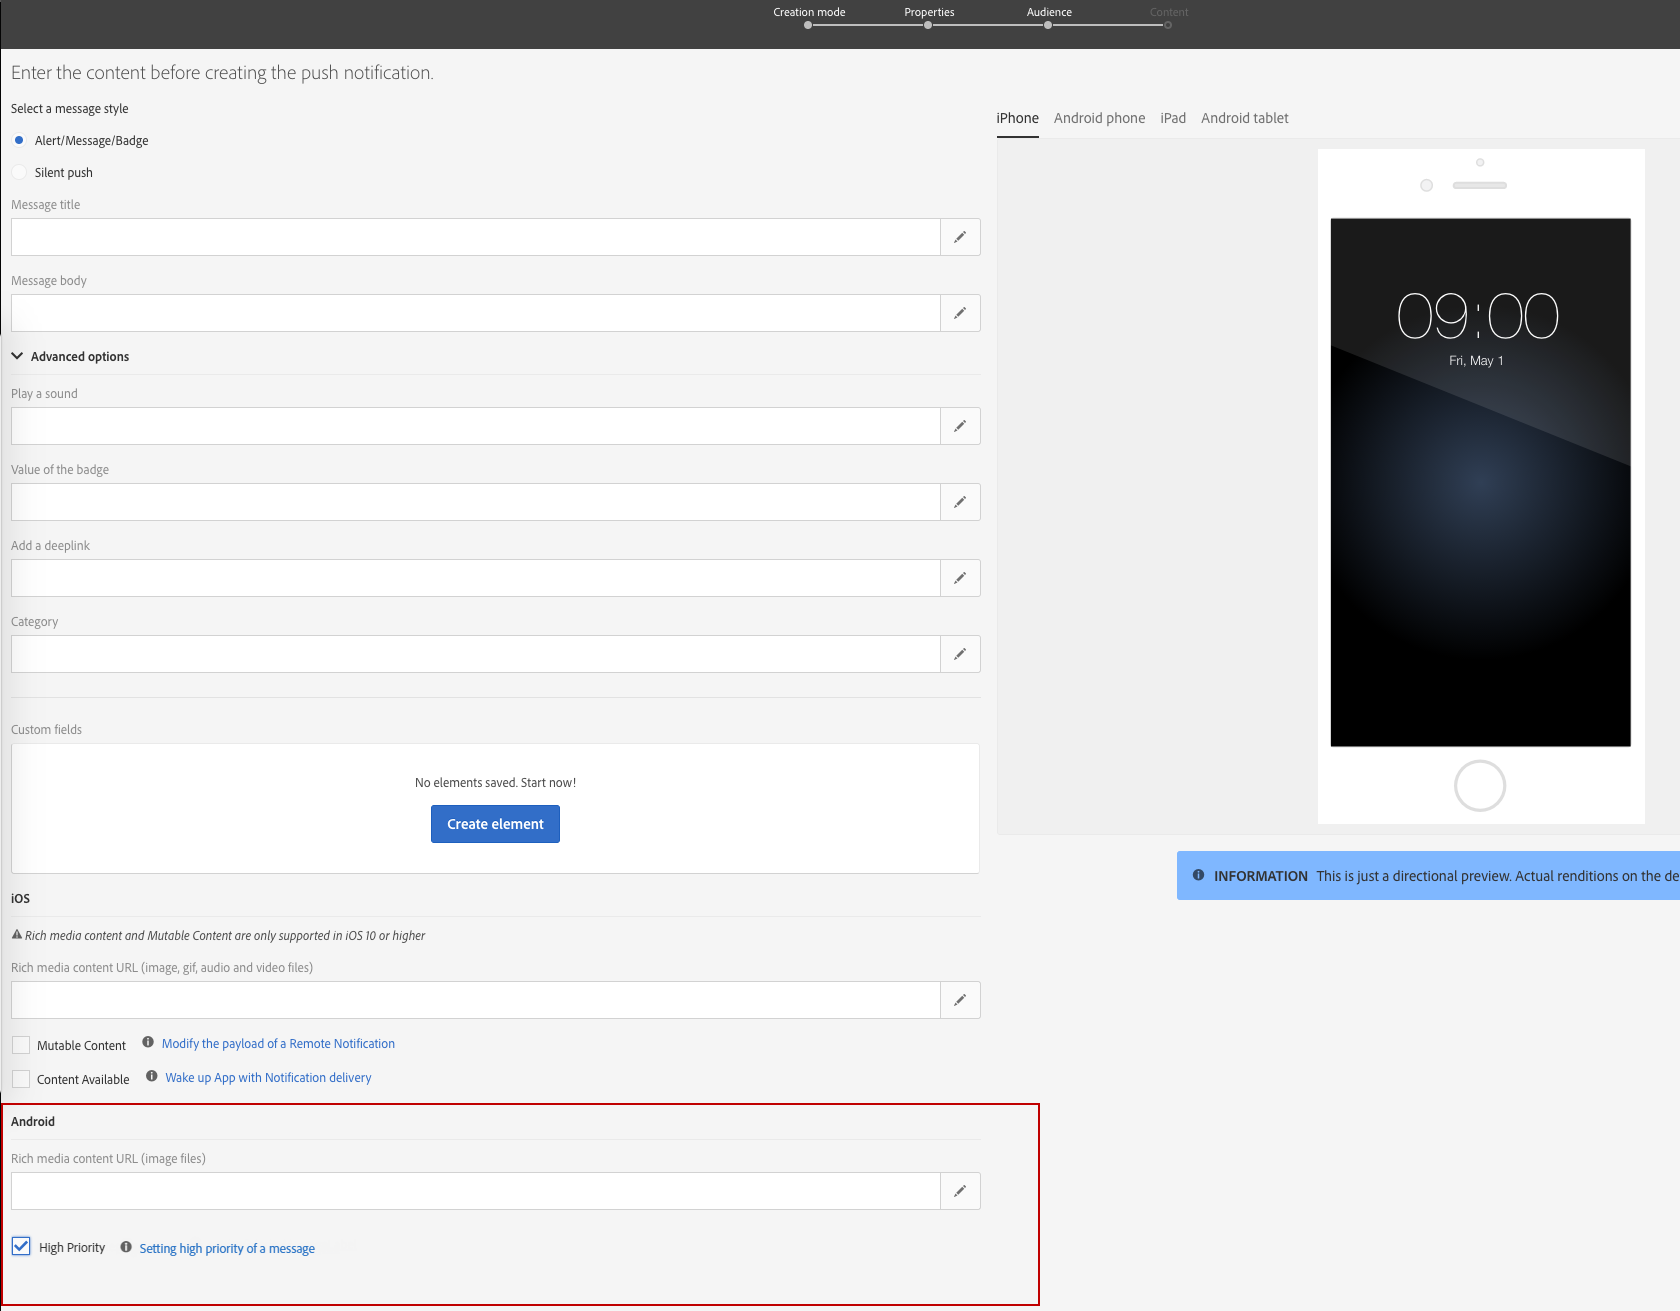 Creation mode Properties Audience Content
Enter the content before creating the push notification.
Select a message style
Alert/Message/Badge
Silent push
Message title
Message body
Advanced options
Play a sound
Value of the badge
Add a deeplink
Category
Custom fields
No elements saved. Start now!
Create element
iOS
Rich media content and Mutable Content are only supported in iOS 10 or higher
Rich media content URL (image, gif, audio and video files)
Mutable Content Modify the payload of a Remote Notification
Content Available Wake up App with Notification delivery
Android
Rich media content URL (image files)
High Priority Setting high priority of a message
iPhone Android phone iPad Android tablet
09:00
Fri, May 1
INFORMATION This is just a directional preview. Actual renditions on the de